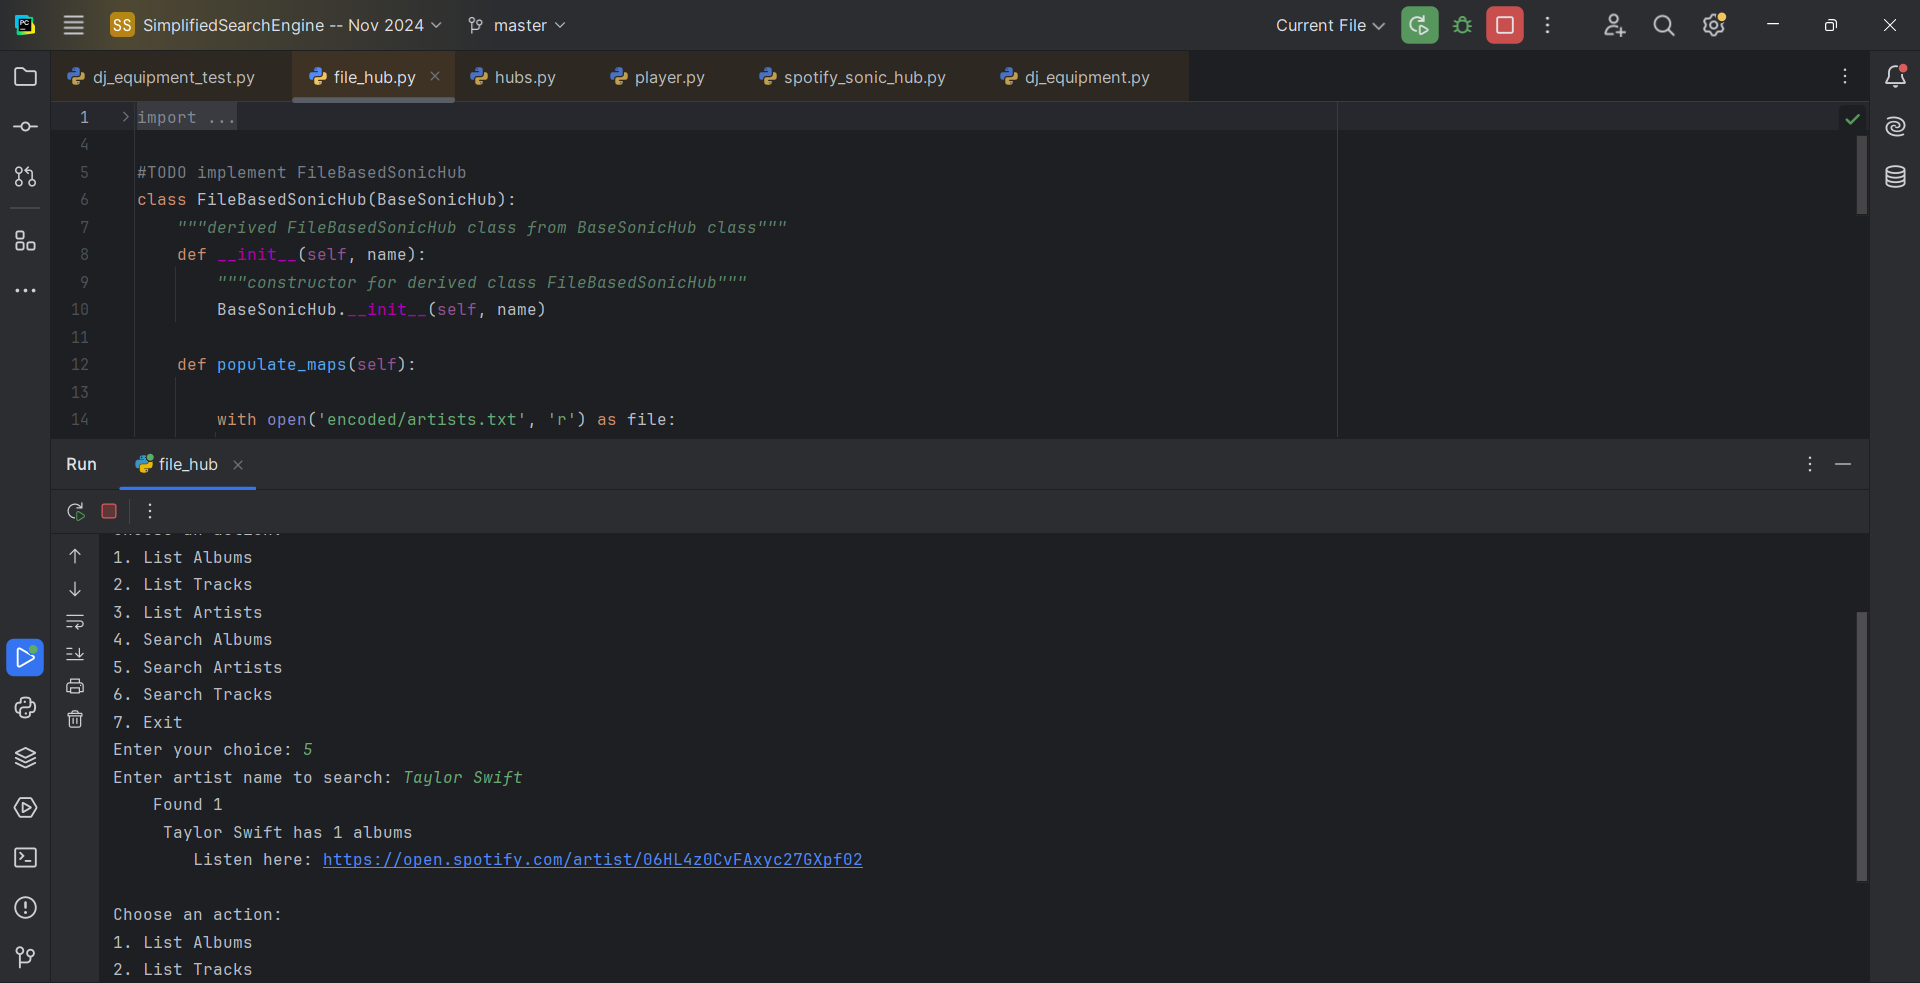 PC
SS SimplifiedSearchEngine -- Nov 2024
master
Current File
dj_equipment_test.py
file_hub.py
hubs.py
player.py
spotify_sonic_hub.py
dj_equipment.py
1 import ...
4
5 #TODO implement FileBasedSonicHub
6 class FileBasedSonicHub(BaseSonicHub):
7 """derived FileBasedSonicHub class from BaseSonicHub class"""
8 def __init__(self, name):
9 """constructor for derived class FileBasedSonicHub"""
10 BaseSonicHub.__init__(self, name)
11
12 def populate_maps(self):
13
14 with open('encoded/artists.txt', 'r') as file:
Run file_hub
Choose an action:
1. List Albums
2. List Tracks
3. List Artists
4. Search Albums
5. Search Artists
6. Search Tracks
7. Exit
Enter your choice: 5
Enter artist name to search: Taylor Swift
Found 1
Taylor Swift has 1 albums
Listen here: https://open.spotify.com/artist/06HL4z0CvFAxyc27GXpf02
Choose an action:
1. List Albums
2. List Tracks